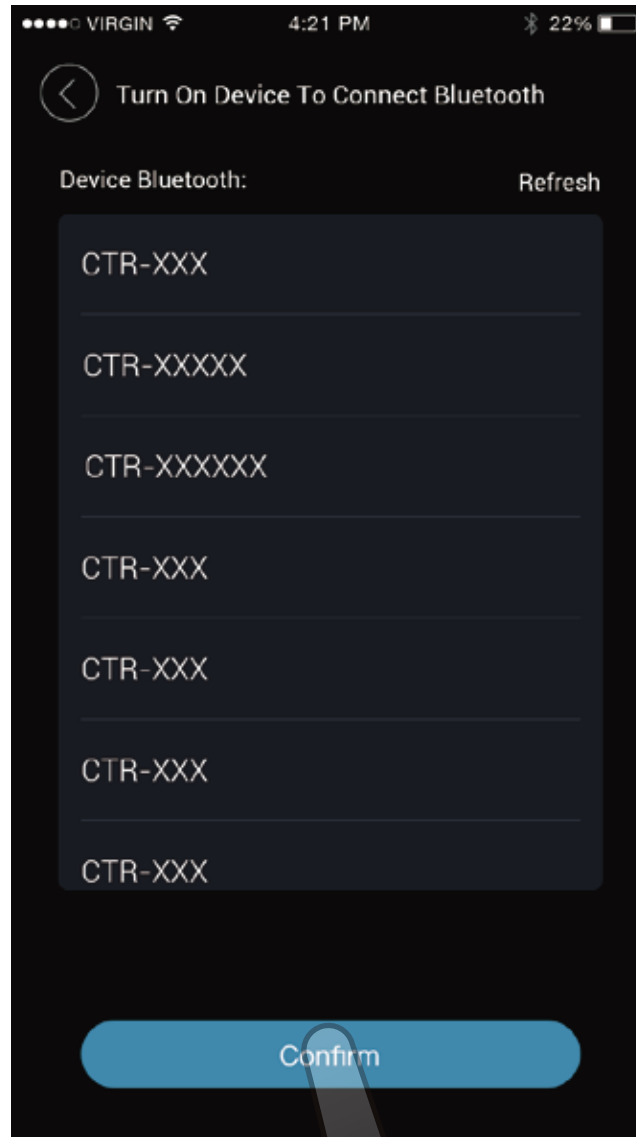 VIRGIN 4:21 PM 22%
Turn On Device To Connect Bluetooth
Device Bluetooth: Refresh
CTR-XXX
CTR-XXXXX
CTR-XXXXXX
CTR-XXX
CTR-XXX
CTR-XXX
CTR-XXX
Confirm